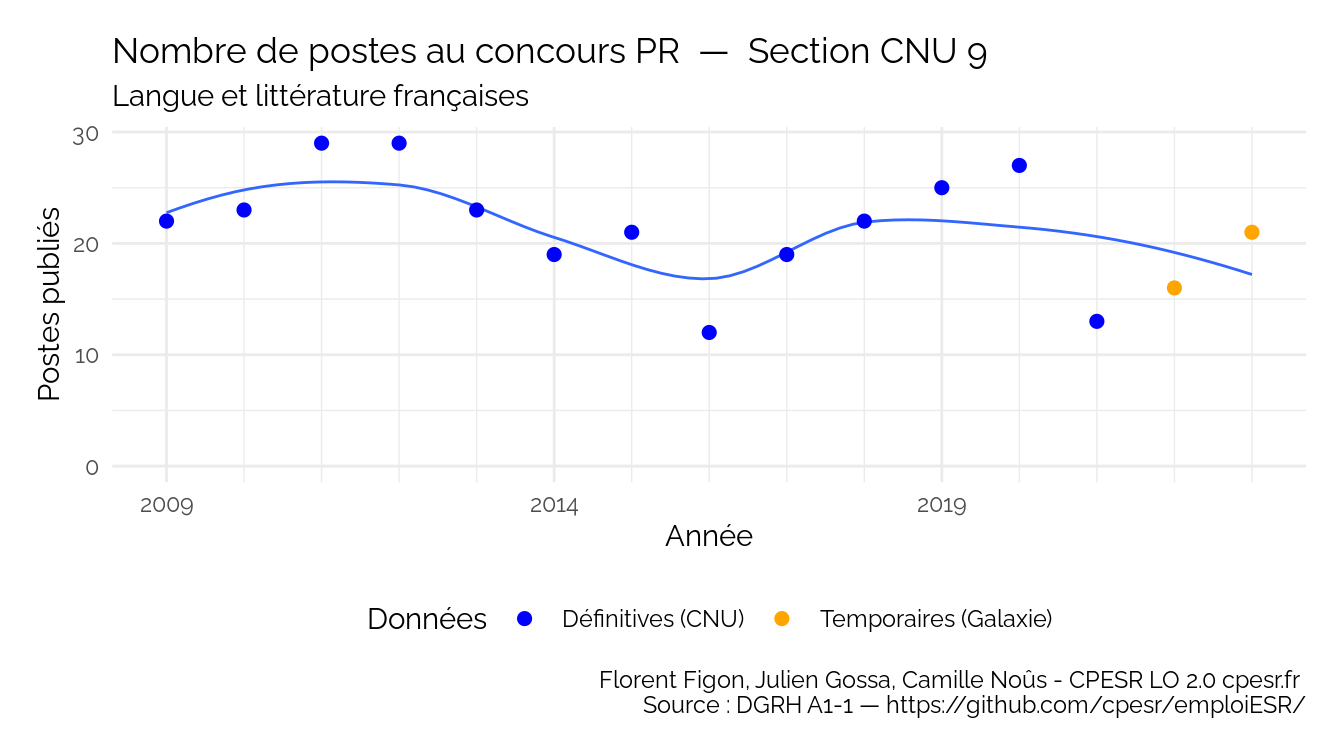 Nombre de postes au concours PR — Section CNU 9
Langue et littérature françaises
30
20
10
0
Postes publiés
2009 2014 2019
Année
Données Définitives (CNU) Temporaires (Galaxie)
Florent Figon, Julien Gossa, Camille Noûs - CPESR LO 2.0 cpesr.fr
Source : DGRH A1-1 — https://github.com/cpesr/emploiESR/